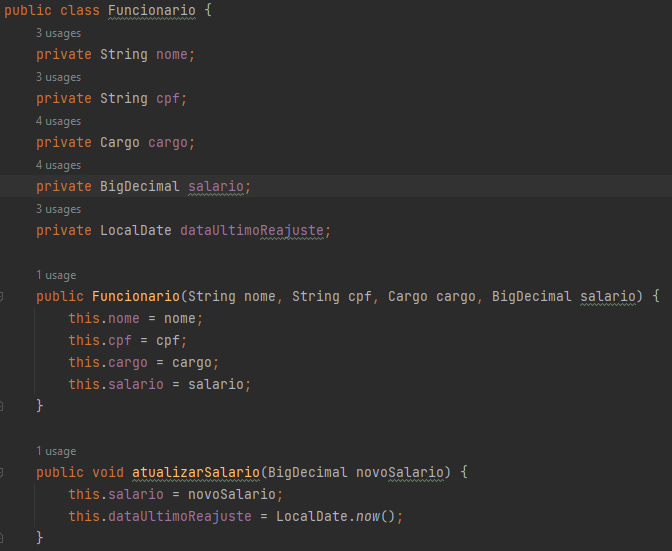 public class Funcionario {
3 usages
private String nome;
3 usages
private String cpf;
4 usages
private Cargo cargo;
4 usages
private BigDecimal salario;
3 usages
private LocalDate dataUltimoReajuste;
1 usage
public Funcionario(String nome, String cpf, Cargo cargo, BigDecimal salario) {
this.nome = nome;
this.cpf = cpf;
this.cargo = cargo;
this.salario = salario;
}
1 usage
public void atualizarSalario(BigDecimal novoSalario) {
this.salario = novoSalario;
this.dataUltimoReajuste = LocalDate.now();
}